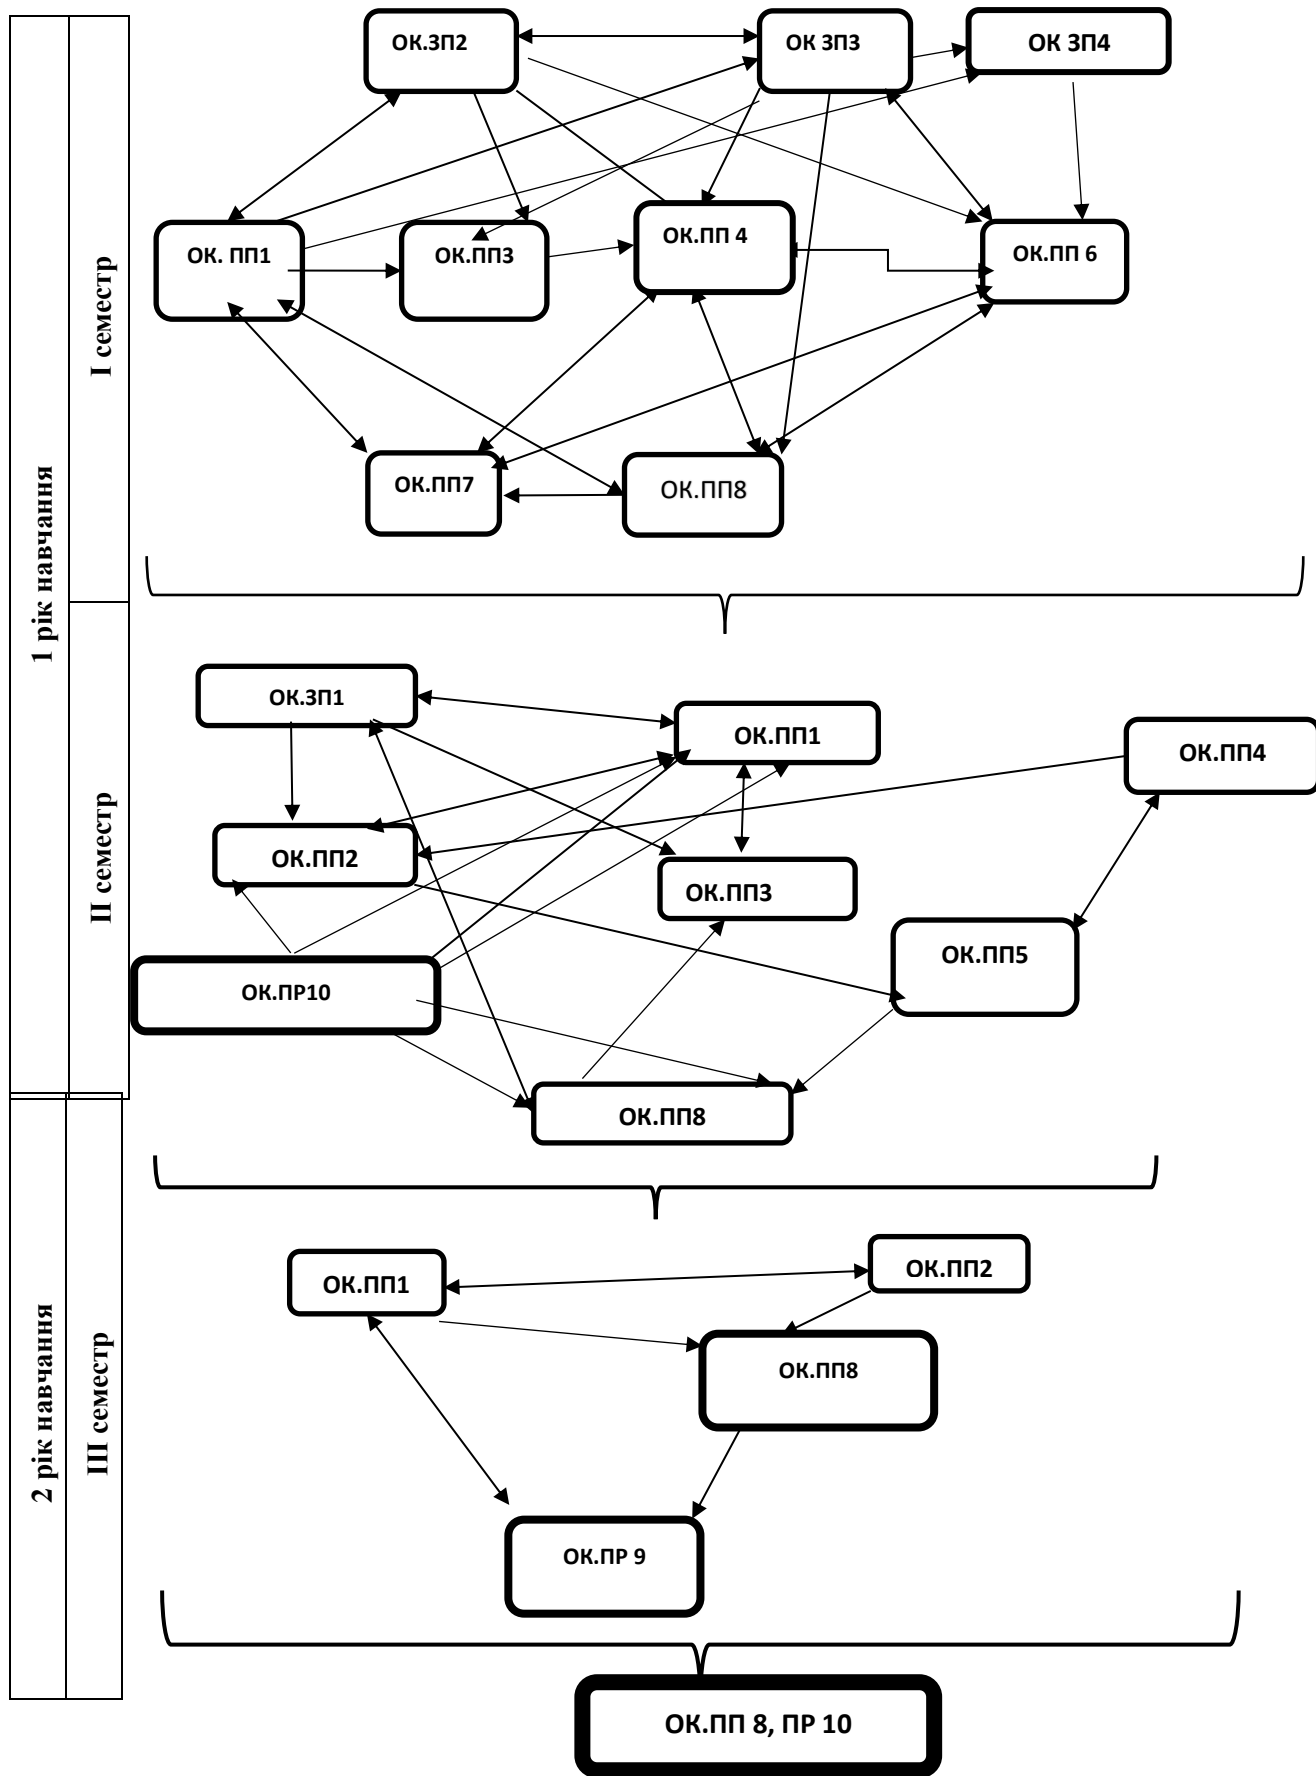 1 рік навчання
І семестр
ОК.ЗП2
ОК ЗП3
ОК ЗП4
ОК. ПП1
ОК.ПП3
ОК.ПП 4
ОК.ПП 6
ОК.ПП7
ОК.ПП8
ІІ семестр
ОК.ЗП1
ОК.ПП1
ОК.ПП4
ОК.ПП2
ОК.ПП3
ОК.ПП5
ОК.ПР10
ОК.ПП8
2 рік навчання
ІІІ семестр
ОК.ПП1
ОК.ПП2
ОК.ПП8
ОК.ПР 9
ОК.ПП 8, ПР 10